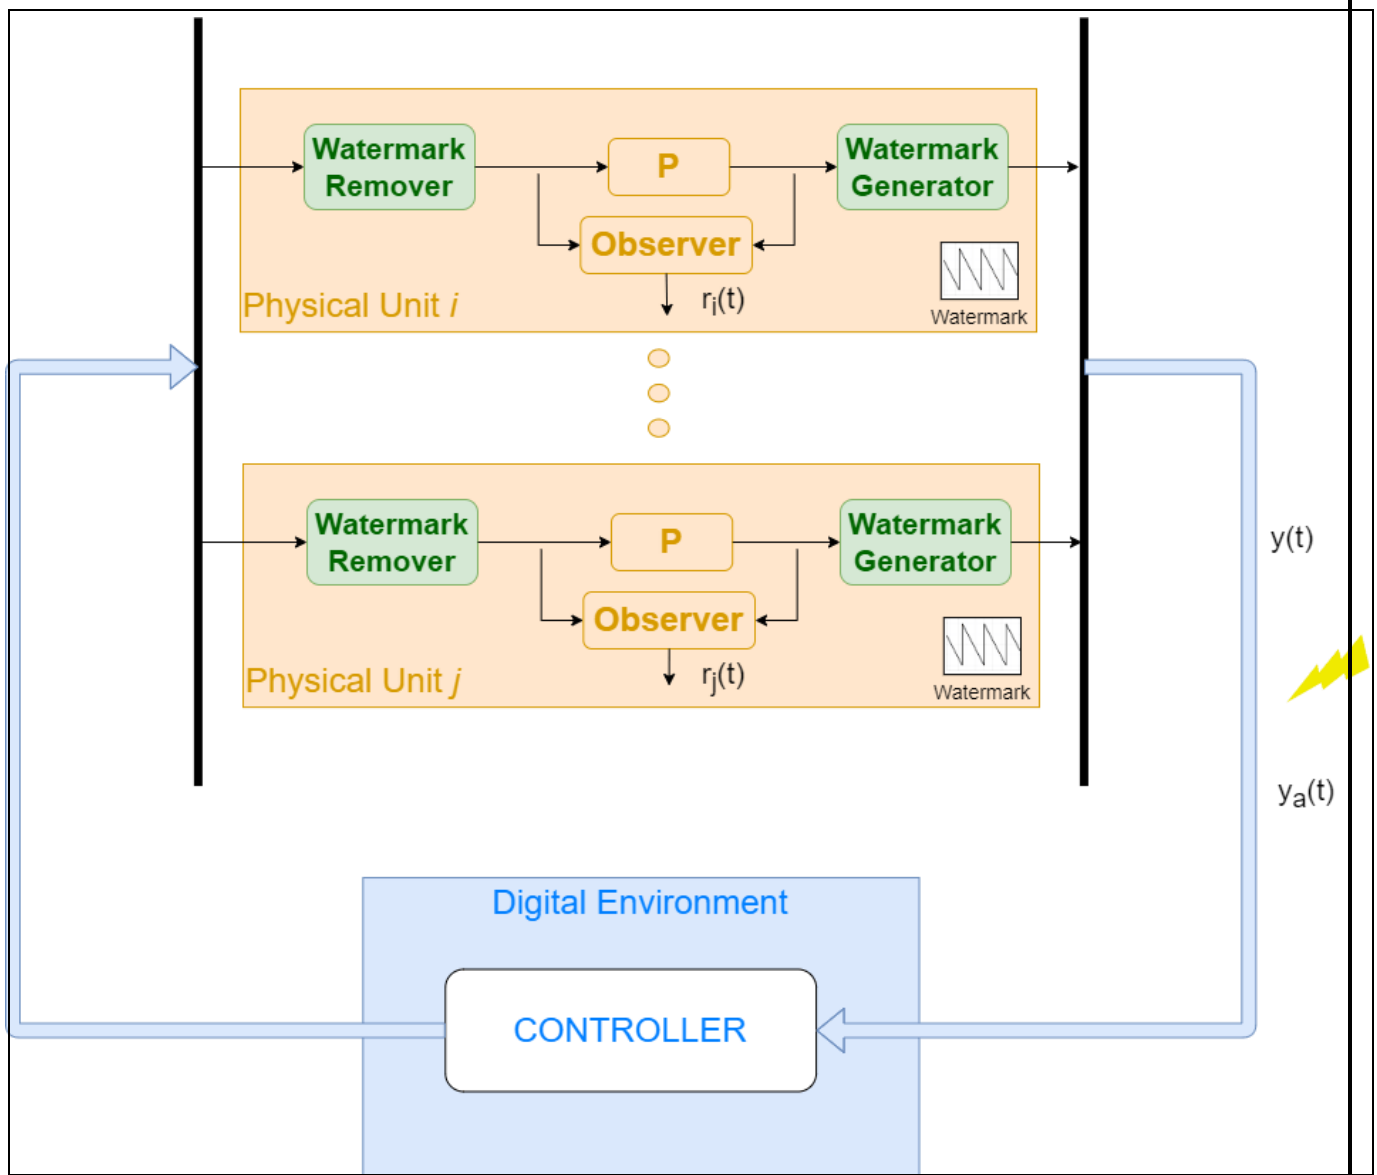 Watermark
Remover
P
Watermark
Generator
Observer
rᵢ(t)
Physical Unit i
Watermark
Watermark
Remover
P
Watermark
Generator
Observer
rⱼ(t)
Physical Unit j
Watermark
y(t)
yₐ(t)
Digital Environment
CONTROLLER